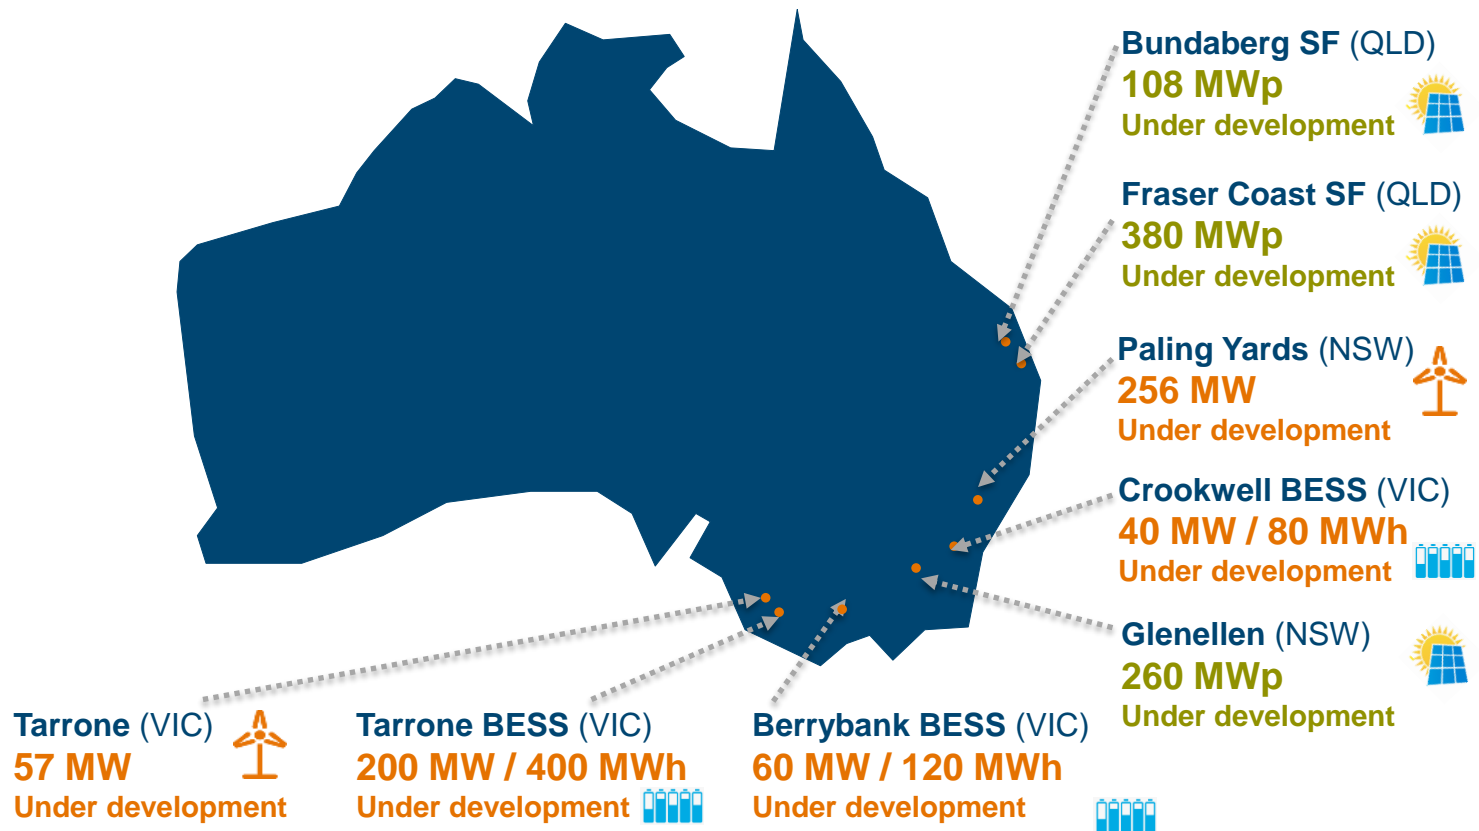 Bundaberg SF (QLD)
108 MWp
Under development
Fraser Coast SF (QLD)
380 MWp
Under development
Paling Yards (NSW)
256 MW
Under development
Crookwell BESS (VIC)
40 MW / 80 MWh
Under development
Glenellen (NSW)
260 MWp
Under development
Tarrone (VIC)
57 MW
Under development
Tarrone BESS (VIC)
200 MW / 400 MWh
Under development
Berrybank BESS (VIC)
60 MW / 120 MWh
Under development